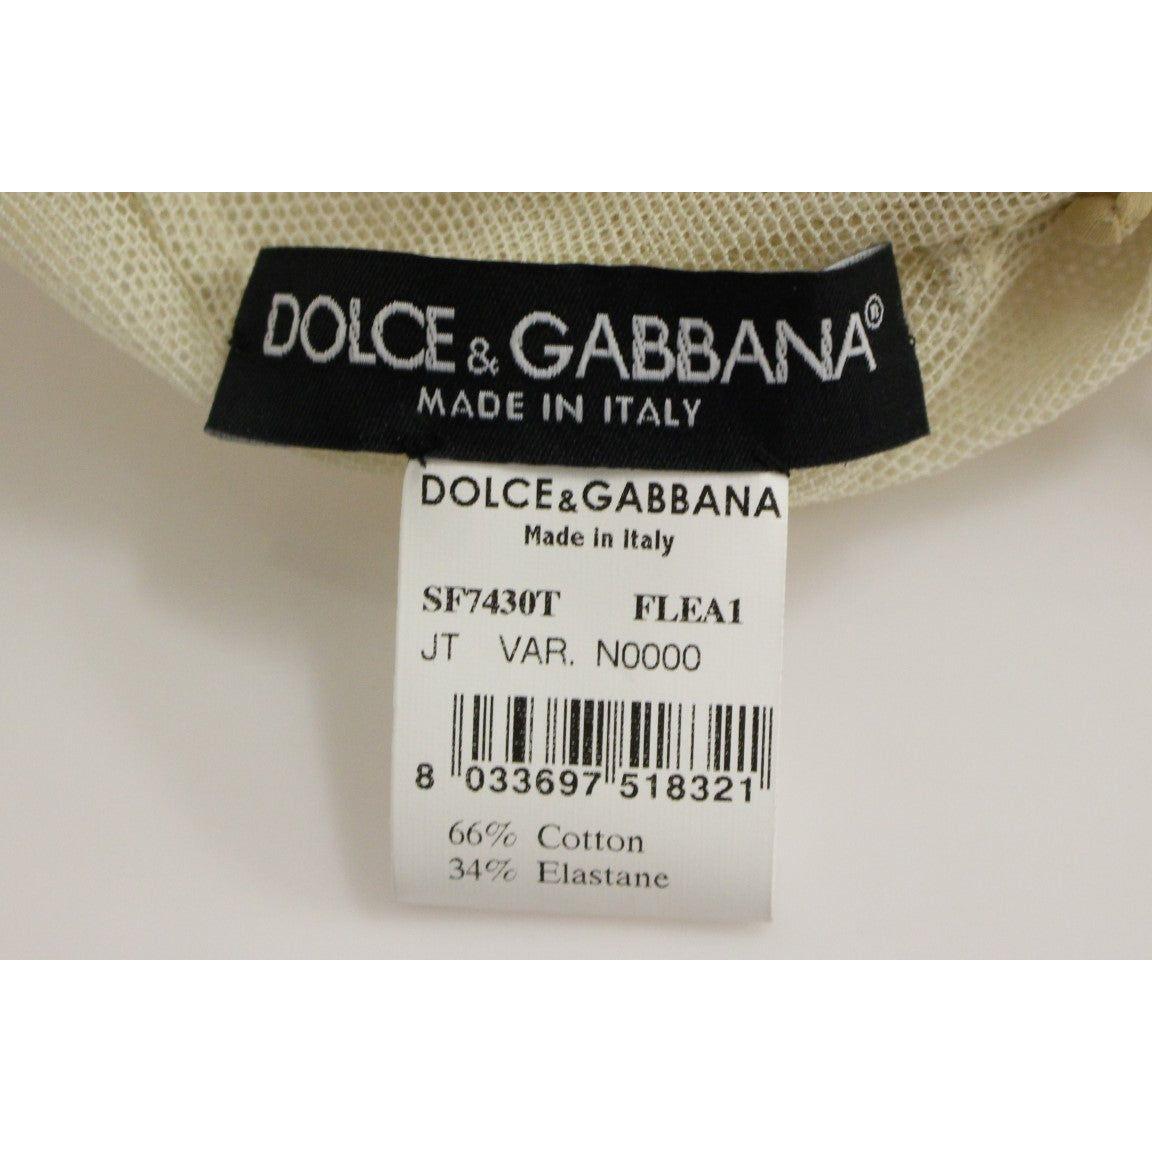 DOLCE & GABBANA®
MADE IN ITALY
DOLCE&GABBANA
Made in Italy
SF7430T FLEA1
JT VAR. N0000
8 033697 518321
66% Cotton
34% Elastane